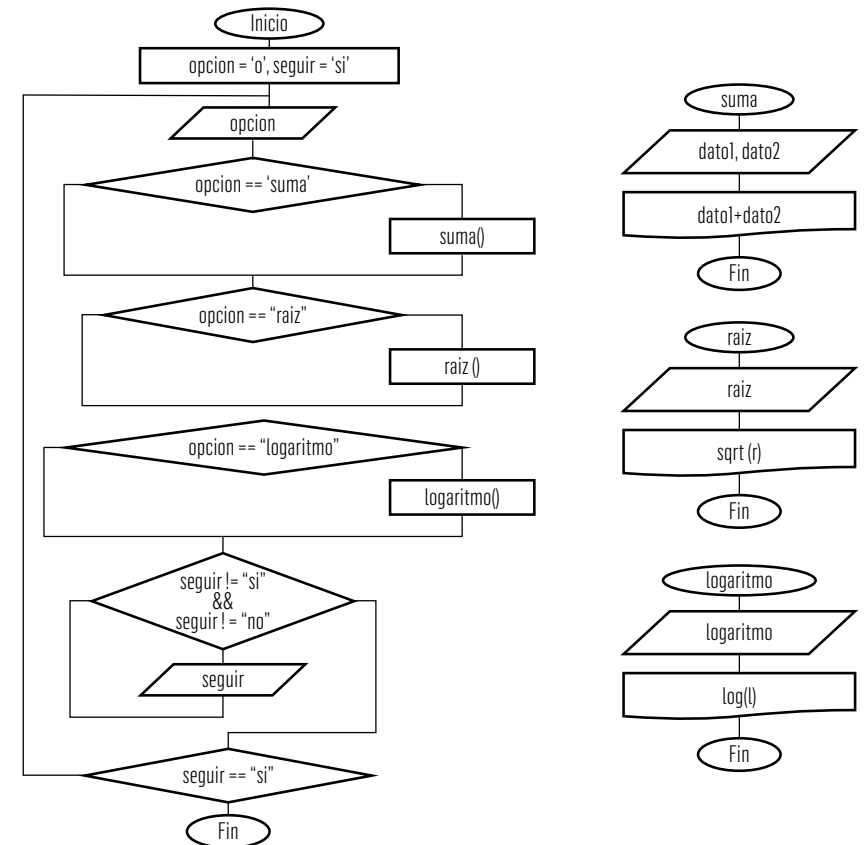 Inicio
opcion = ‘o’, seguir = ‘si’
opcion
opcion == ‘suma’
suma()
opcion == “raiz”
raiz ()
opcion == “logaritmo”
logaritmo()
seguir != “si”
&&
seguir ! = “no”
seguir
seguir == “si”
Fin
suma
dato1, dato2
dato1+dato2
Fin
raiz
raiz
sqrt (r)
Fin
logaritmo
logaritmo
log(l)
Fin